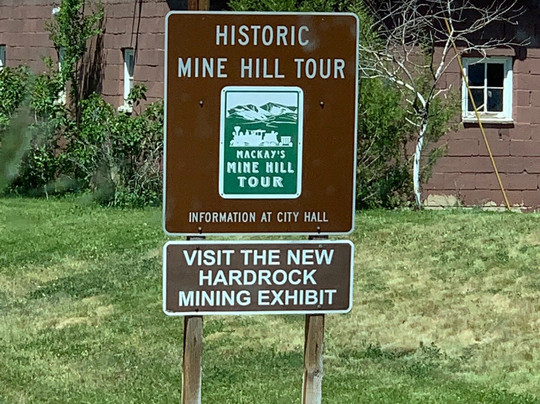 HISTORIC
MINE HILL TOUR
MACKAY'S
MINE HILL
TOUR
INFORMATION AT CITY HALL
VISIT THE NEW
HARDROCK
MINING EXHIBIT